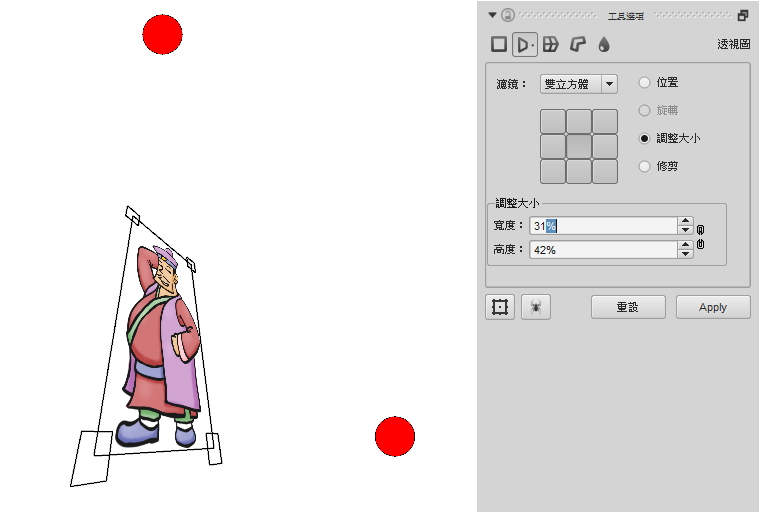 工具選項
透視圖
濾鏡： 雙立方體
位置
旋轉
調整大小
修剪
調整大小
寬度： 31%
高度： 42%
重設 Apply